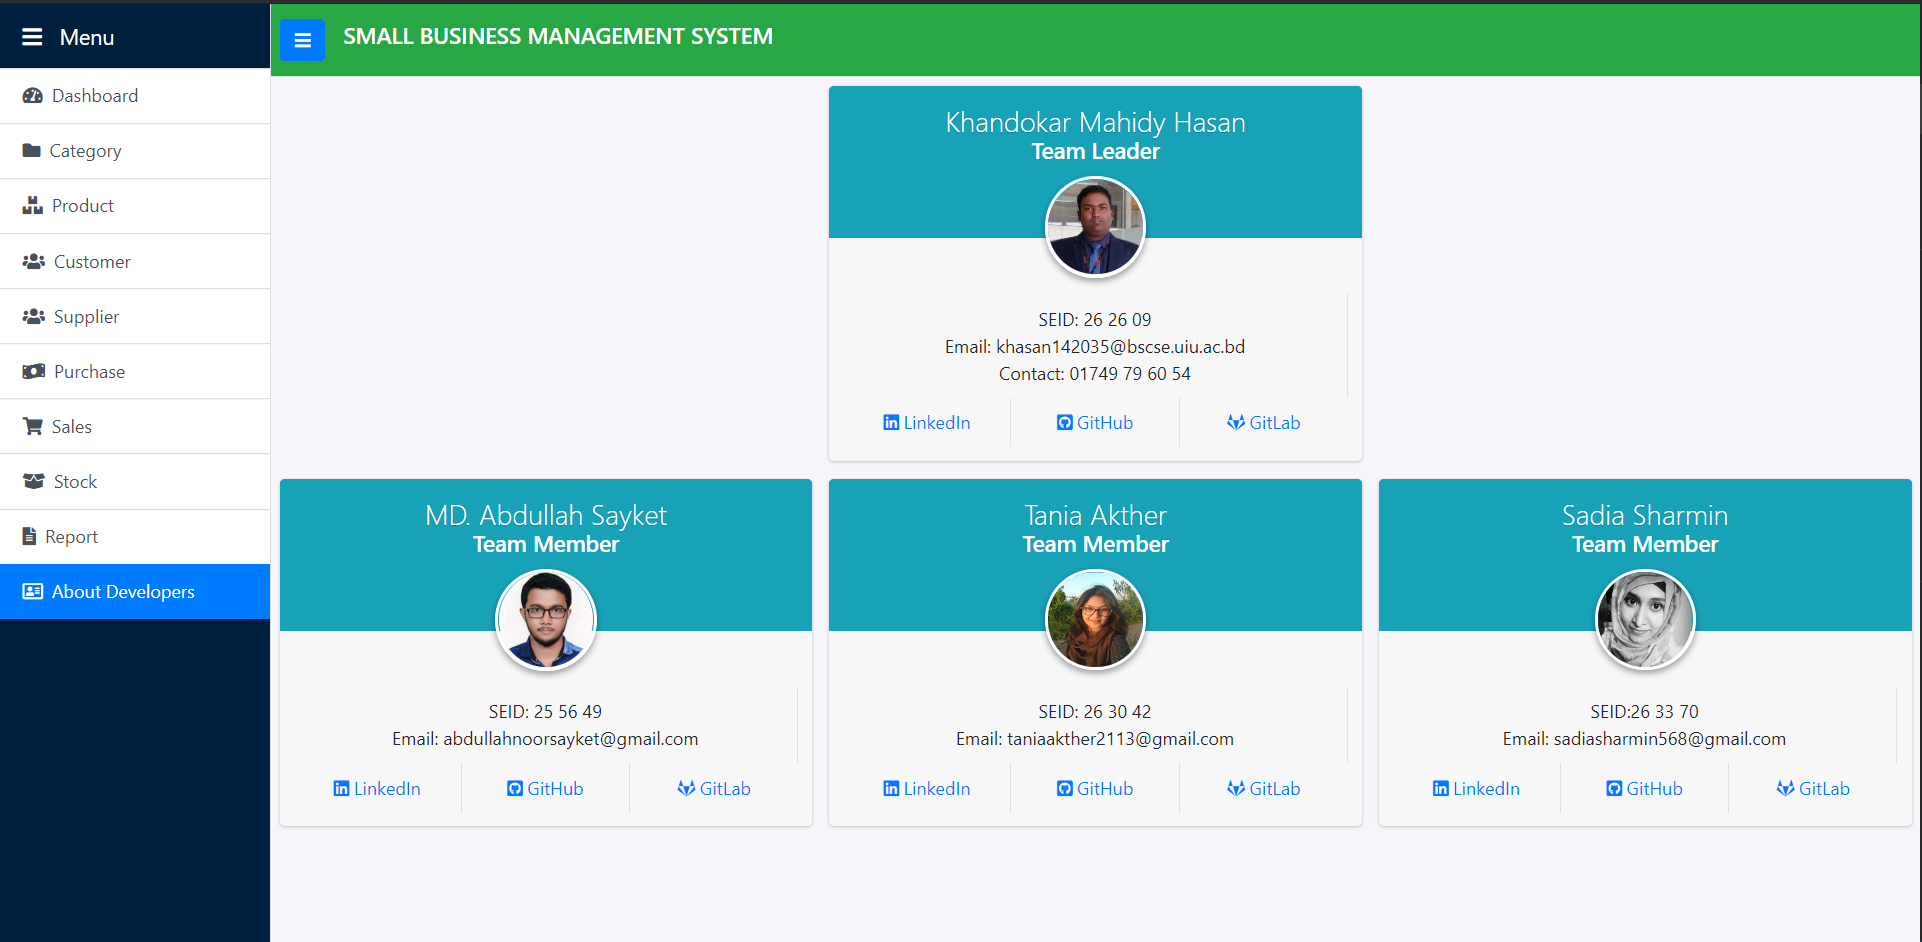 Menu
SMALL BUSINESS MANAGEMENT SYSTEM
Dashboard
Category
Product
Customer
Supplier
Purchase
Sales
Stock
Report
About Developers
Khandokar Mahidy Hasan
Team Leader
SEID: 26 26 09
Email: khasan142035@bscse.uiu.ac.bd
Contact: 01749 79 60 54
LinkedIn GitHub GitLab
MD. Abdullah Sayket
Team Member
SEID: 25 56 49
Email: abdullahnoorsayket@gmail.com
LinkedIn GitHub GitLab
Tania Akther
Team Member
SEID: 26 30 42
Email: taniaakther2113@gmail.com
LinkedIn GitHub GitLab
Sadia Sharmin
Team Member
SEID:26 33 70
Email: sadiasharmin568@gmail.com
LinkedIn GitHub GitLab